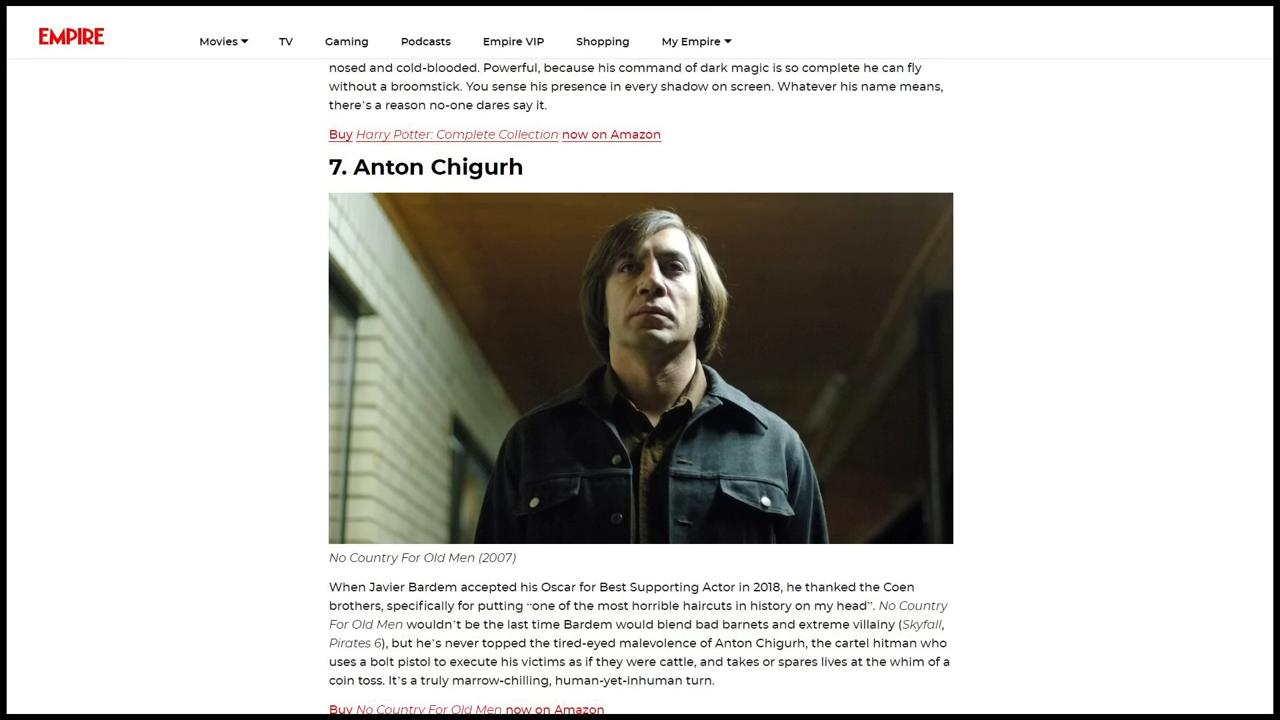 EMPIRE
Movies TV Gaming Podcasts Empire VIP Shopping My Empire
nosed and cold-blooded. Powerful, because his command of dark magic is so complete he can fly
without a broomstick. You sense his presence in every shadow on screen. Whatever his name means,
there’s a reason no-one dares say it.
Buy Harry Potter: Complete Collection now on Amazon
7. Anton Chigurh
No Country For Old Men (2007)
When Javier Bardem accepted his Oscar for Best Supporting Actor in 2018, he thanked the Coen
brothers, specifically for putting “one of the most horrible haircuts in history on my head”. No Country
For Old Men wouldn’t be the last time Bardem would blend bad barnets and extreme villainy (Skyfall,
Pirates 6), but he’s never topped the tired-eyed malevolence of Anton Chigurh, the cartel hitman who
uses a bolt pistol to execute his victims as if they were cattle, and takes or spares lives at the whim of a
coin toss. It’s a truly marrow-chilling, human-yet-inhuman turn.
Buy No Country For Old Men now on Amazon